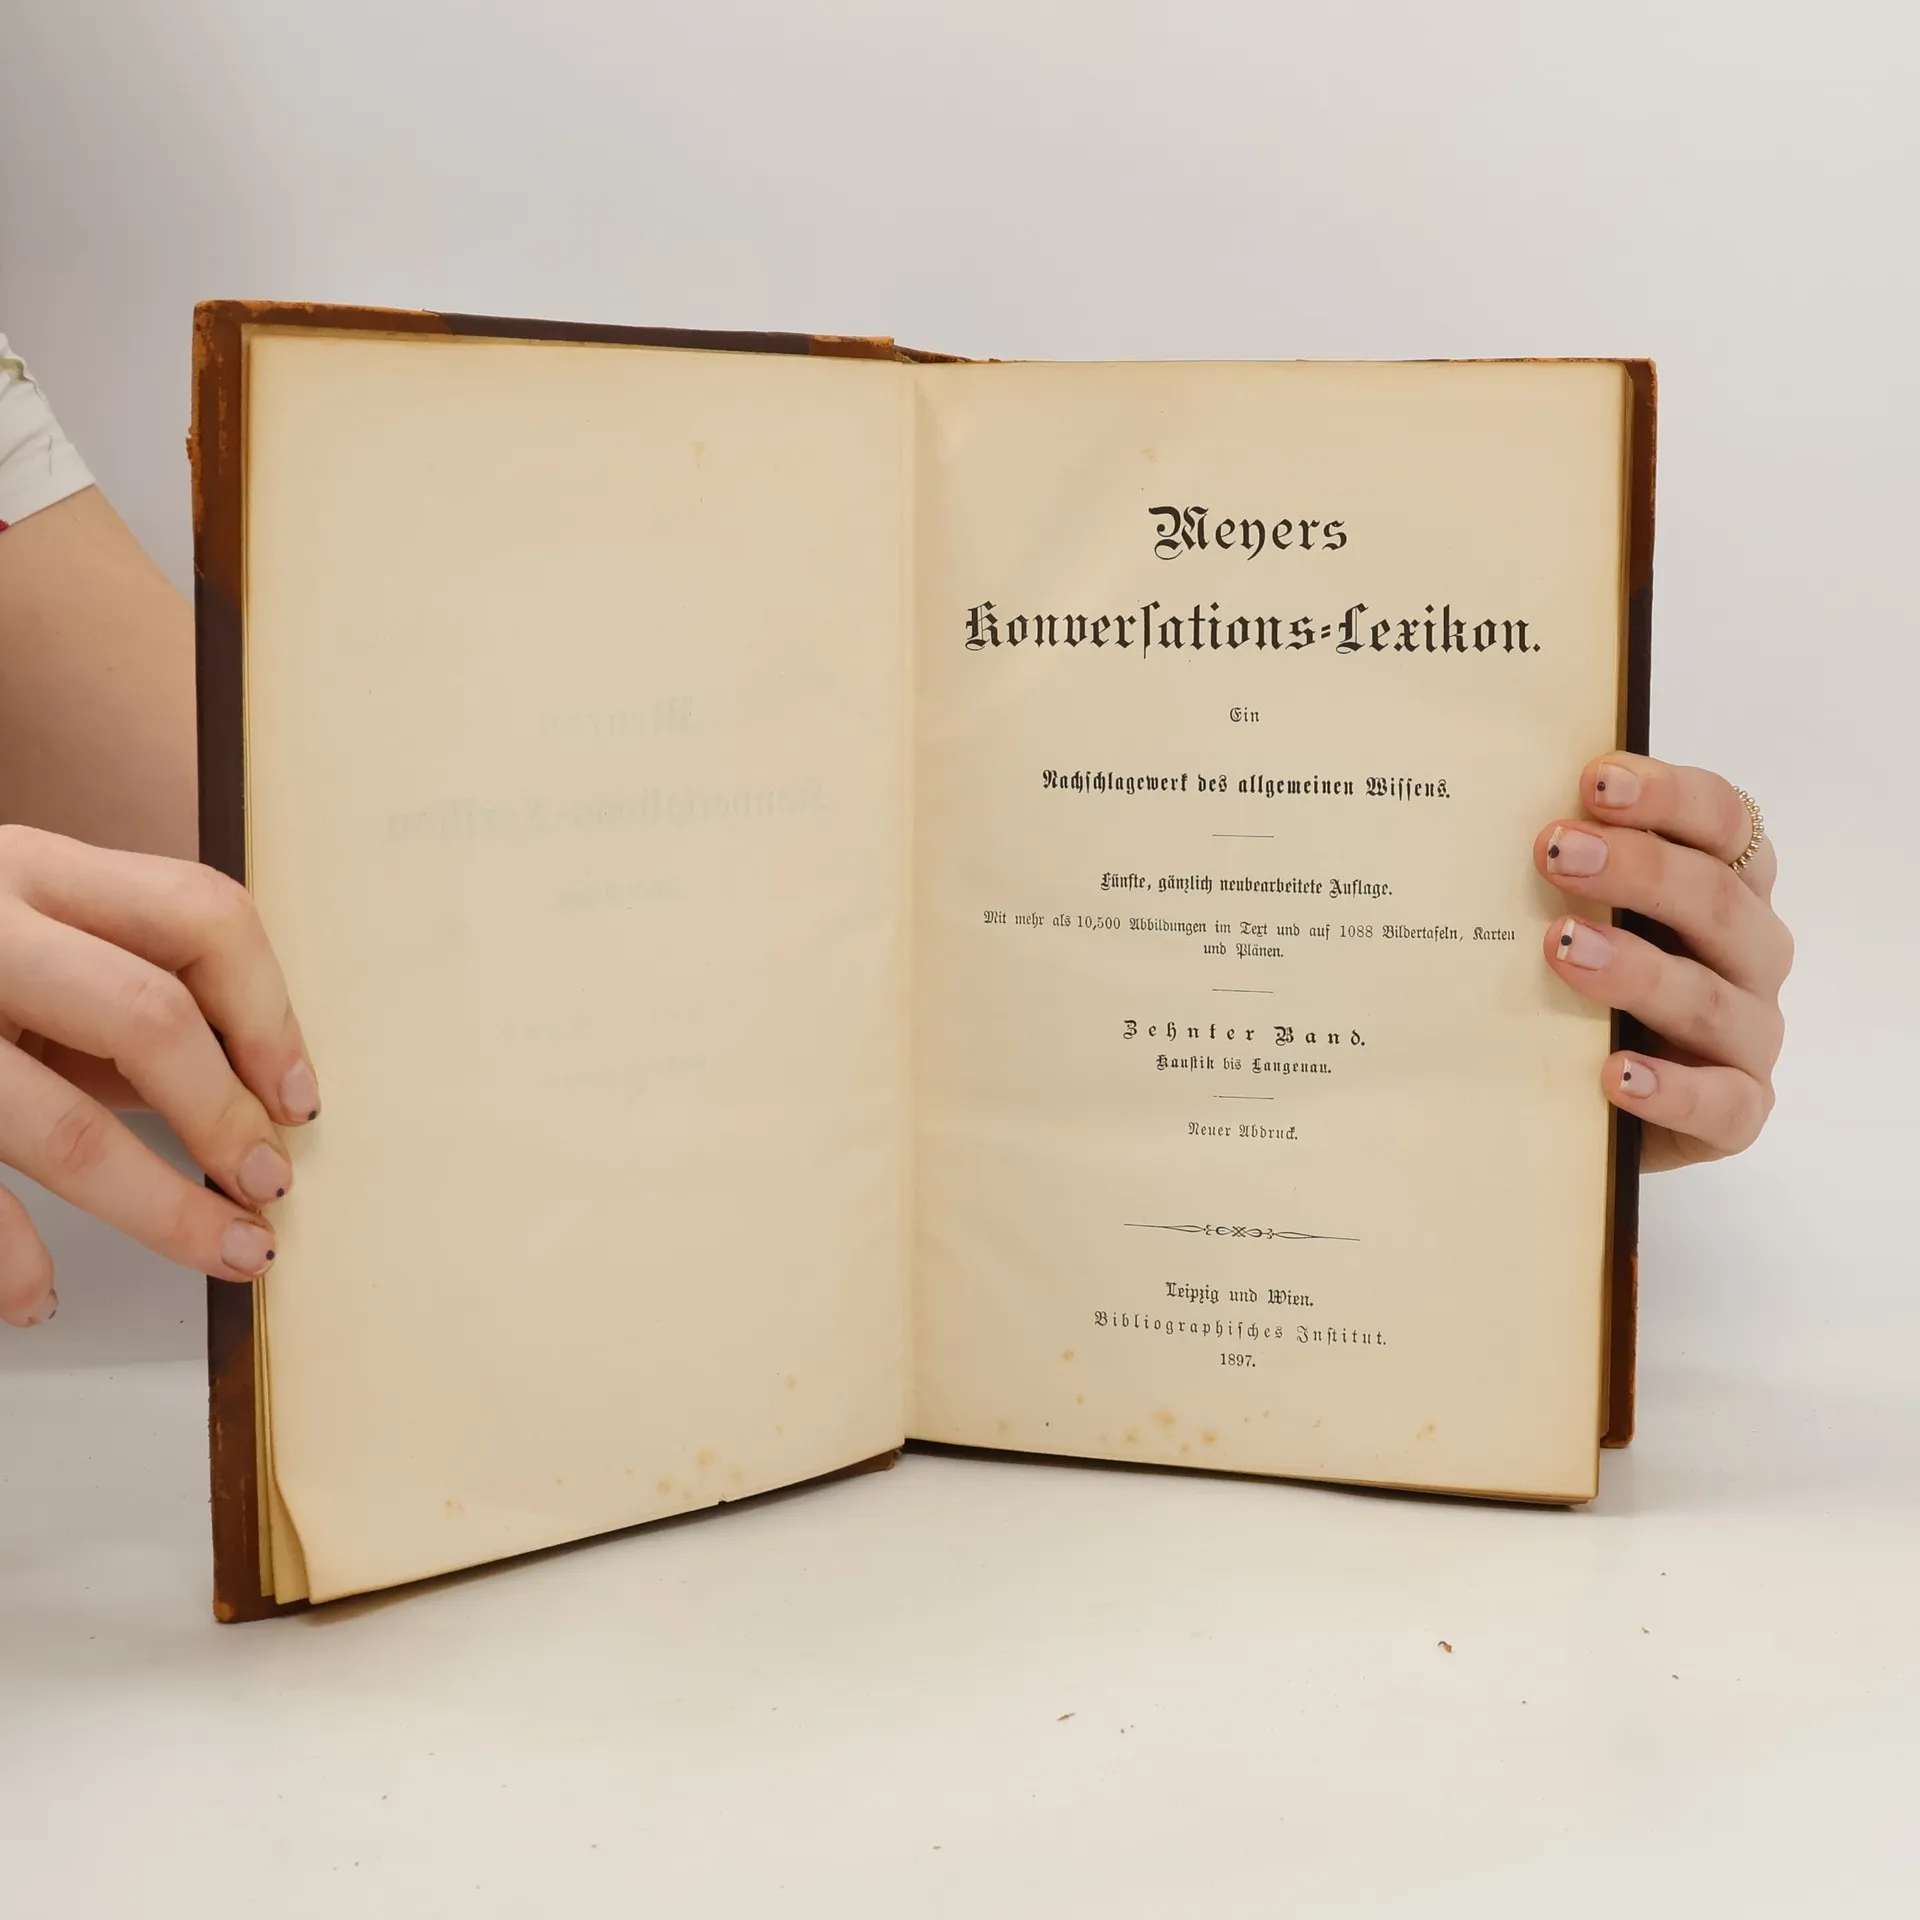 Meyers
Konverſations-Lexikon.
Ein
Nachſchlagewerk des allgemeinen Wiſſens.
Fünfte, gänzlich neubearbeitete Auflage.
Mit mehr als 10,500 Abbildungen im Text und auf 1088 Bildertafeln, Karten
und Plänen.
Zehnter Band.
Kauſtik bis Langenau.
Neuer Abdruck.
Leipzig und Wien.
Bibliographiſches Inſtitut.
1897.